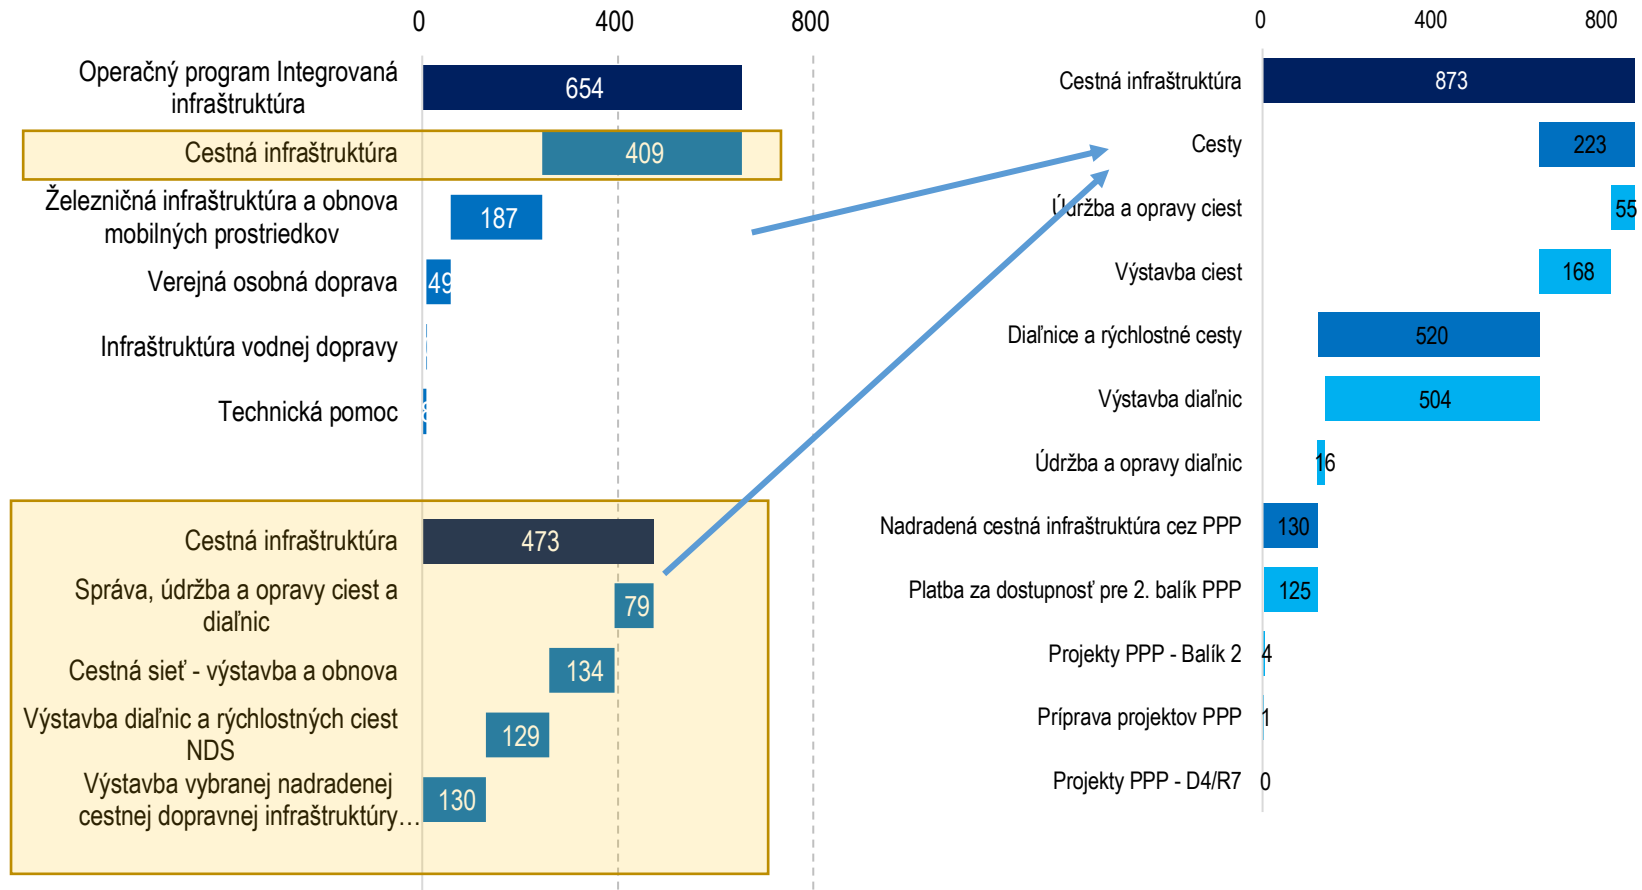 0 400 800
Operačný program Integrovaná
infraštruktúra
654
Cestná infraštruktúra
409
Železničná infraštruktúra a obnova
mobilných prostriedkov
187
Verejná osobná doprava
49
Infraštruktúra vodnej dopravy
Technická pomoc
Cestná infraštruktúra
473
Správa, údržba a opravy ciest a
diaľnic
79
Cestná sieť - výstavba a obnova
134
Výstavba diaľnic a rýchlostných ciest
NDS
129
Výstavba vybranej nadradenej
cestnej dopravnej infraštruktúry…
130
0 400 800
Cestná infraštruktúra
873
Cesty
223
Údržba a opravy ciest
55
Výstavba ciest
168
Diaľnice a rýchlostné cesty
520
Výstavba diaľnic
504
Údržba a opravy diaľnic
16
Nadradená cestná infraštruktúra cez PPP
130
Platba za dostupnosť pre 2. balík PPP
125
Projekty PPP - Balík 2
4
Príprava projektov PPP
1
Projekty PPP - D4/R7
0